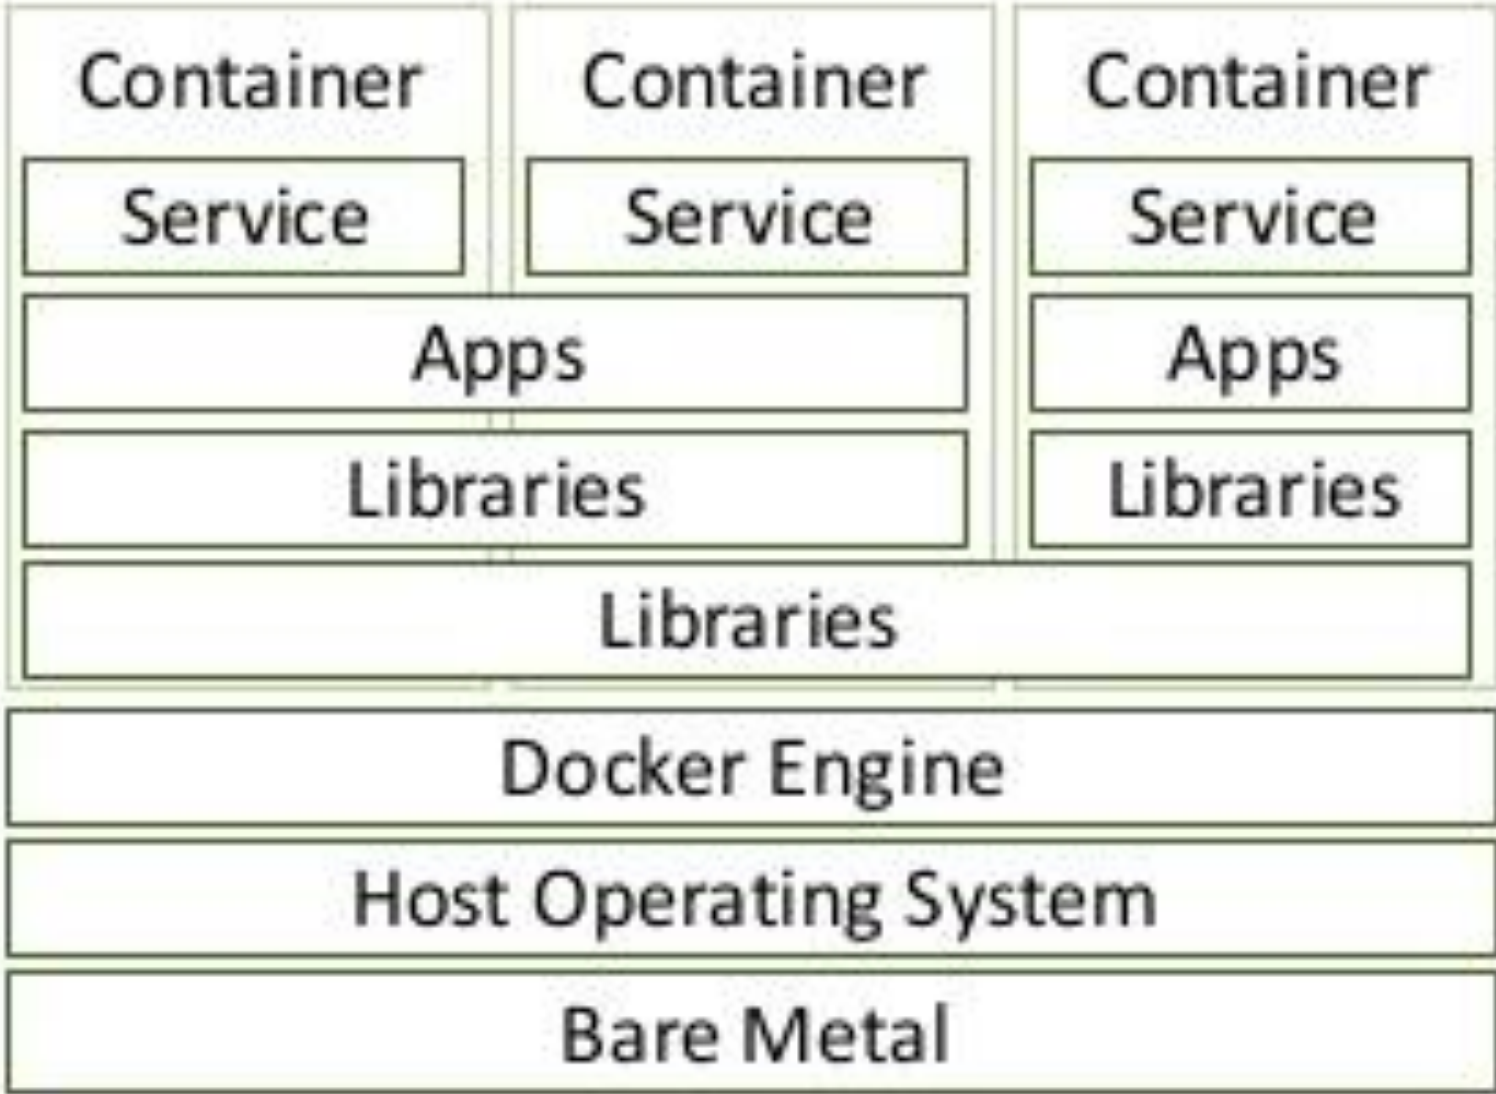 Container Container Container
Service Service Service
Apps Apps
Libraries Libraries
Libraries
Docker Engine
Host Operating System
Bare Metal